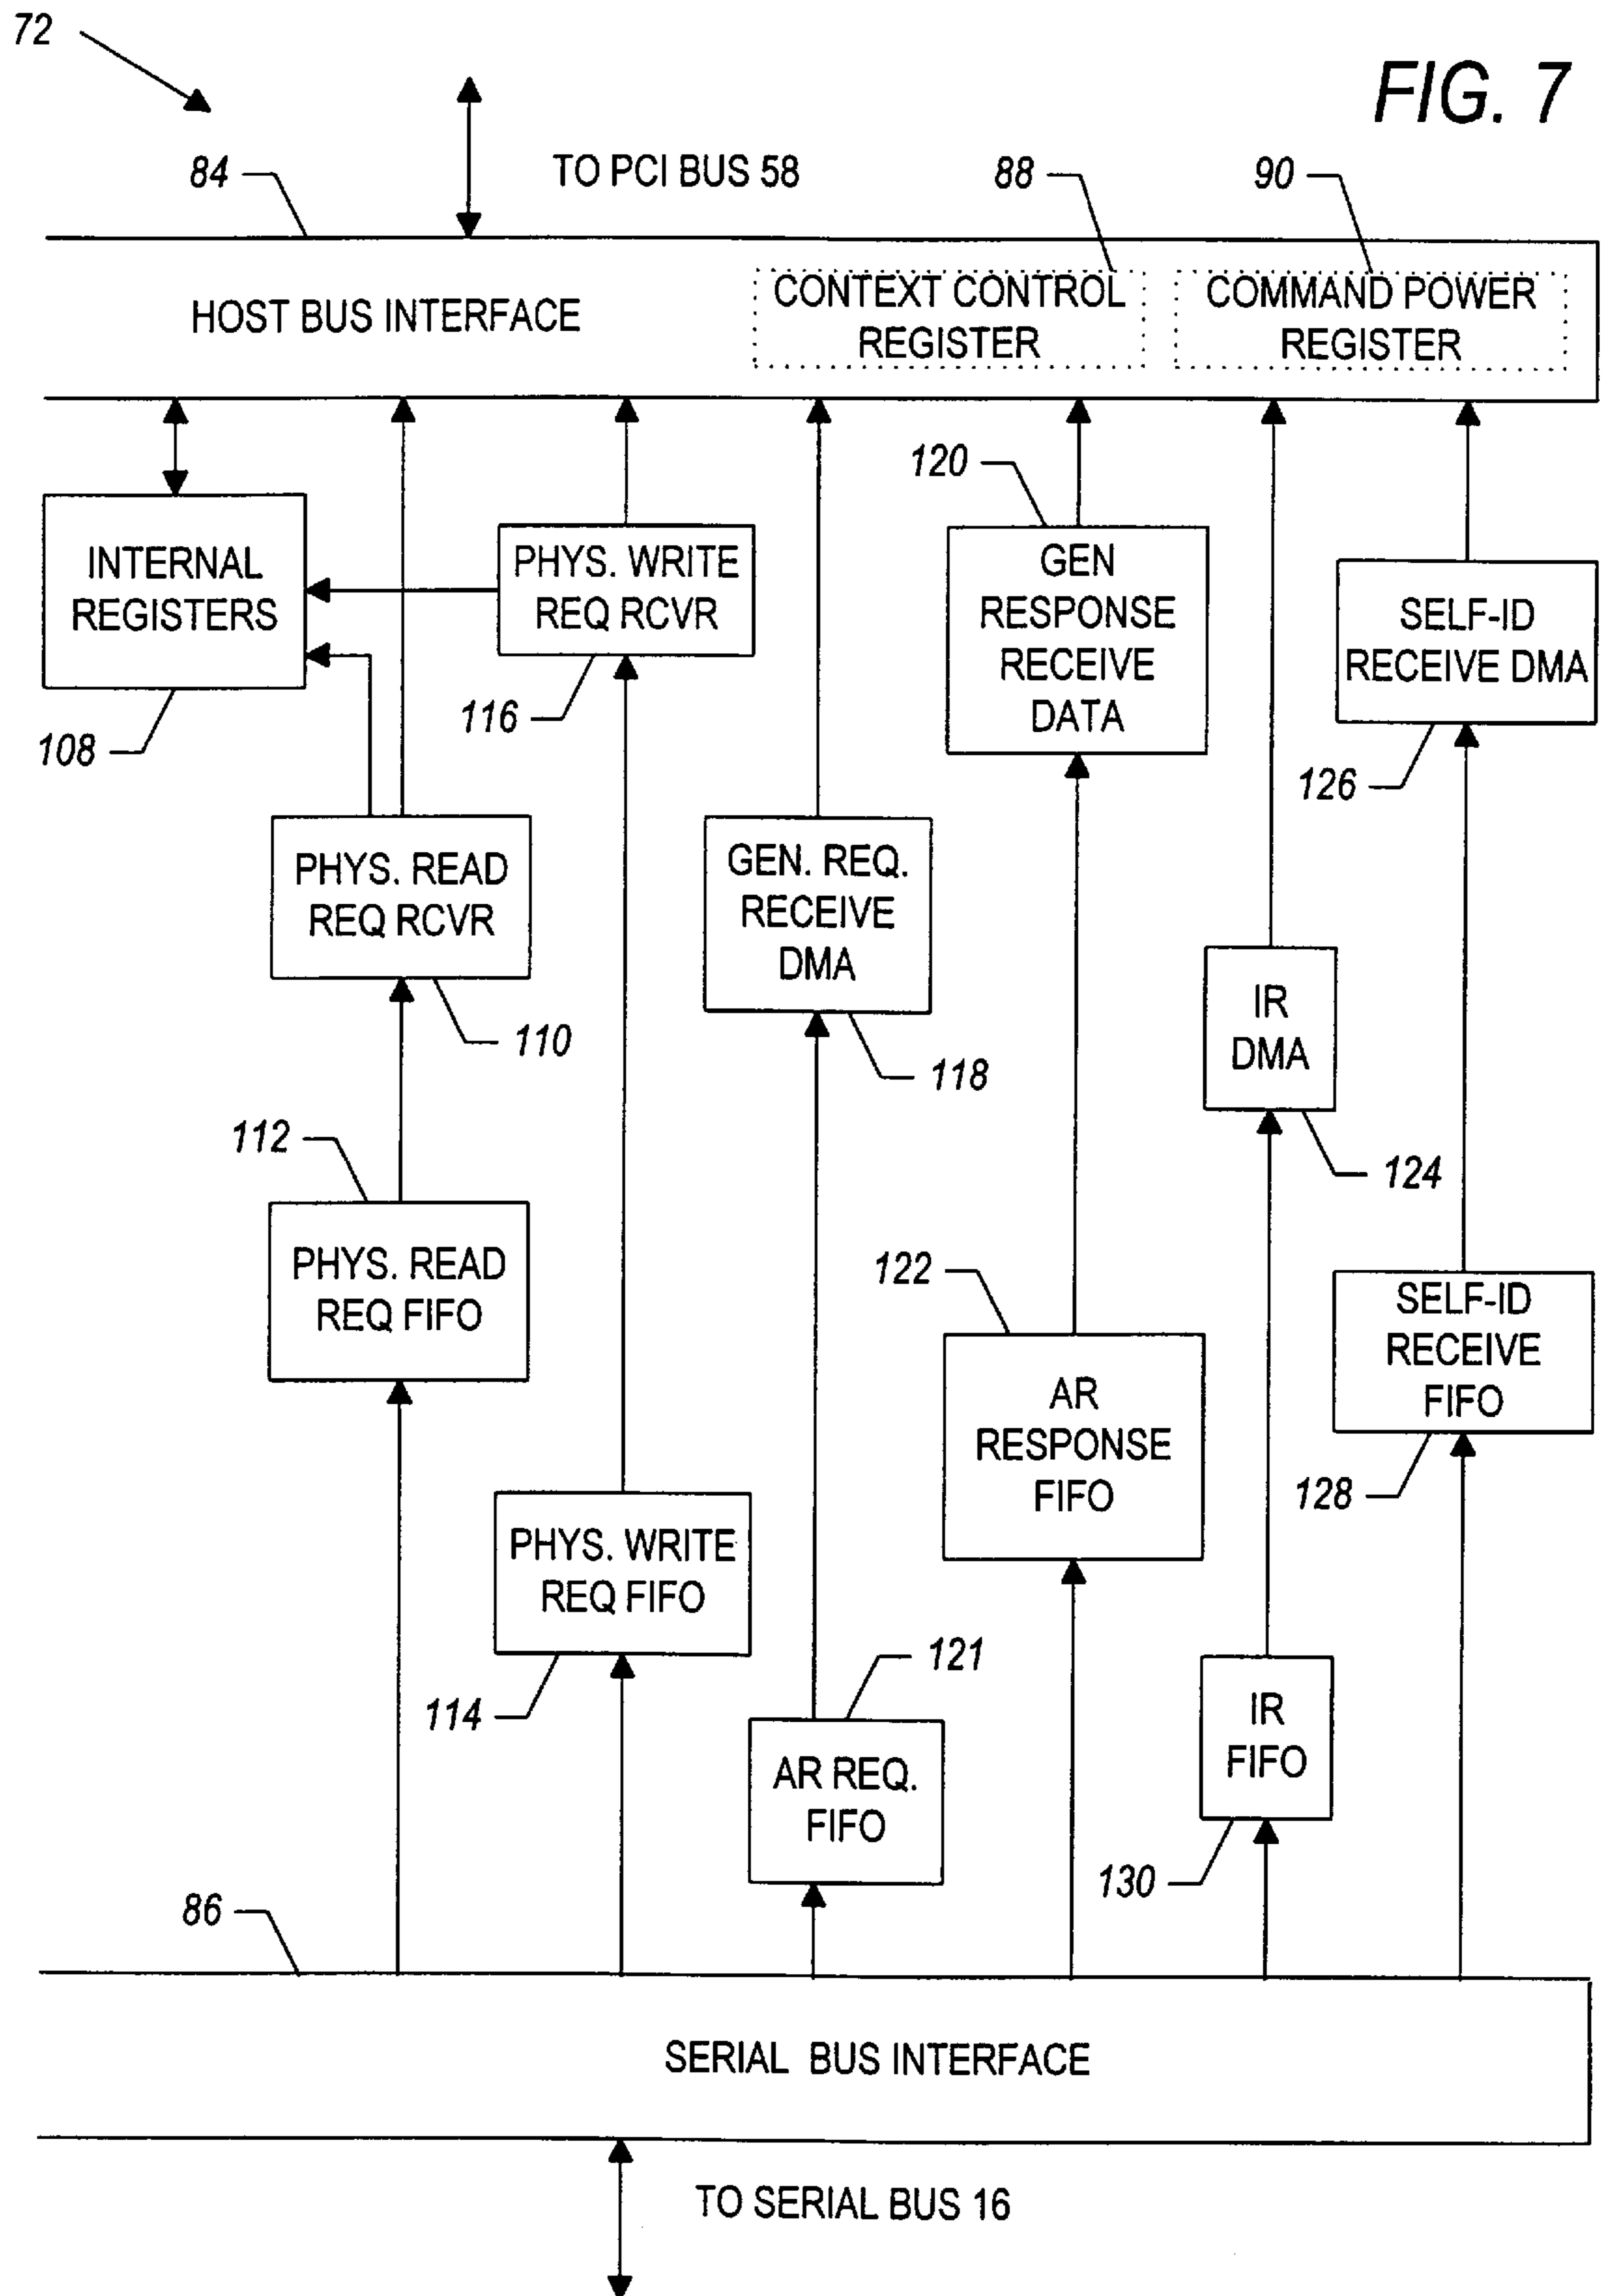 72
FIG. 7
84
TO PCI BUS 58
88
90
HOST BUS INTERFACE
CONTEXT CONTROL
REGISTER
COMMAND POWER
REGISTER
120
INTERNAL
REGISTERS
PHYS. WRITE
REQ RCVR
GEN
RESPONSE
RECEIVE
DATA
SELF-ID
RECEIVE DMA
108
116
126
PHYS. READ
REQ RCVR
GEN. REQ.
RECEIVE
DMA
110
118
IR
DMA
112
124
PHYS. READ
REQ FIFO
122
SELF-ID
RECEIVE
FIFO
AR
RESPONSE
FIFO
128
PHYS. WRITE
REQ FIFO
114
121
IR
FIFO
AR REQ.
FIFO
130
86
SERIAL BUS INTERFACE
TO SERIAL BUS 16